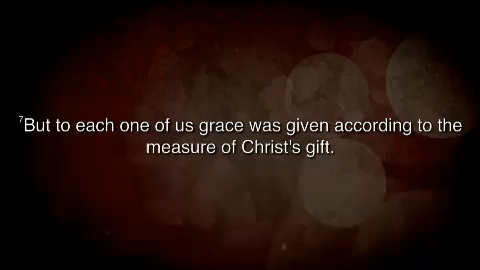 ⁷But to each one of us grace was given according to the
measure of Christ's gift.